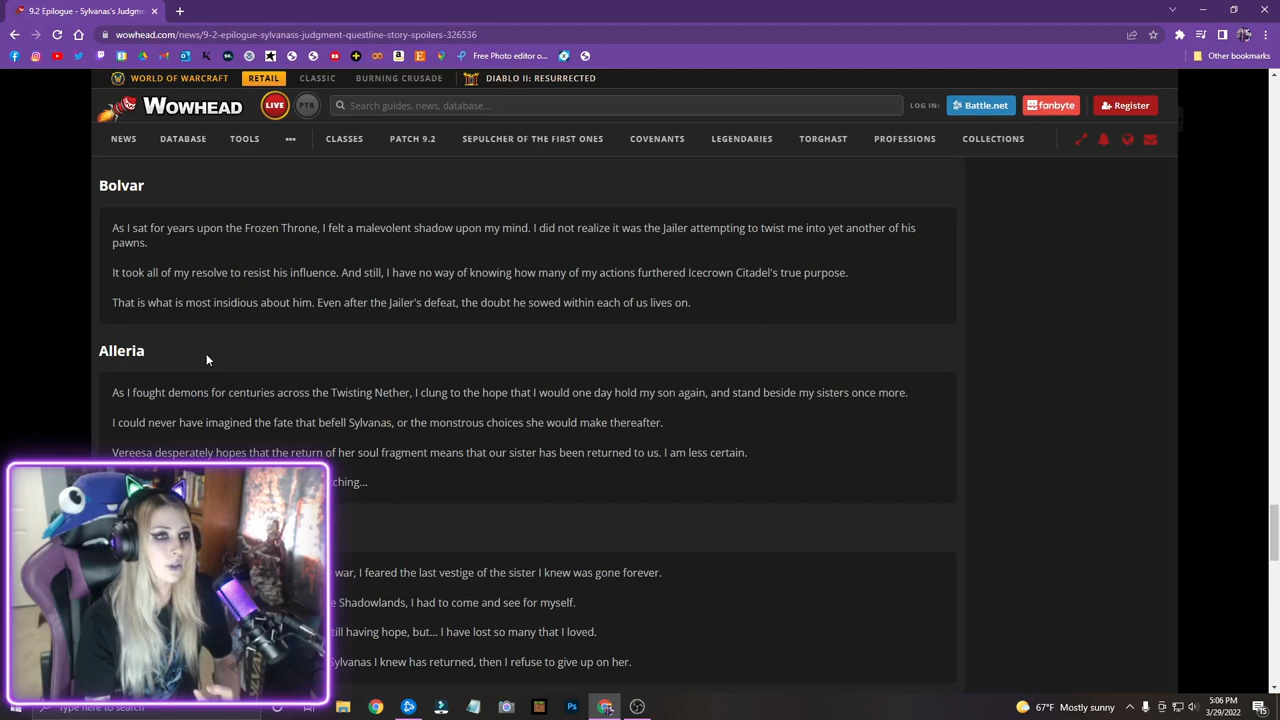 9.2 Epilogue - Sylvanas's Judgm
wowhead.com/news/9-2-epilogue-sylvanass-judgment-questline-story-spoilers-326536
Free Photo editor o...
Other bookmarks
WORLD OF WARCRAFT RETAIL CLASSIC BURNING CRUSADE DIABLO II: RESURRECTED
WOWHEAD LIVE PTR Search guides, news, database... LOG IN: Battle.net fanbyte Register
NEWS DATABASE TOOLS ••• CLASSES PATCH 9.2 SEPULCHER OF THE FIRST ONES COVENANTS LEGENDARIES TORGHAST PROFESSIONS COLLECTIONS
Bolvar
As I sat for years upon the Frozen Throne, I felt a malevolent shadow upon my mind. I did not realize it was the Jailer attempting to twist me into yet another of his
pawns.
It took all of my resolve to resist his influence. And still, I have no way of knowing how many of my actions furthered Icecrown Citadel's true purpose.
That is what is most insidious about him. Even after the Jailer's defeat, the doubt he sowed within each of us lives on.
Alleria
As I fought demons for centuries across the Twisting Nether, I clung to the hope that I would one day hold my son again, and stand beside my sisters once more.
I could never have imagined the fate that befell Sylvanas, or the monstrous choices she would make thereafter.
Vereesa desperately hopes that the return of her soul fragment means that our sister has been returned to us. I am less certain.
tching...
war, I feared the last vestige of the sister I knew was gone forever.
Shadowlands, I had to come and see for myself.
till having hope, but... I have lost so many that I loved.
Sylvanas I knew has returned, then I refuse to give up on her.
Type here to search
67°F Mostly sunny
5:06 PM
3/29/2022